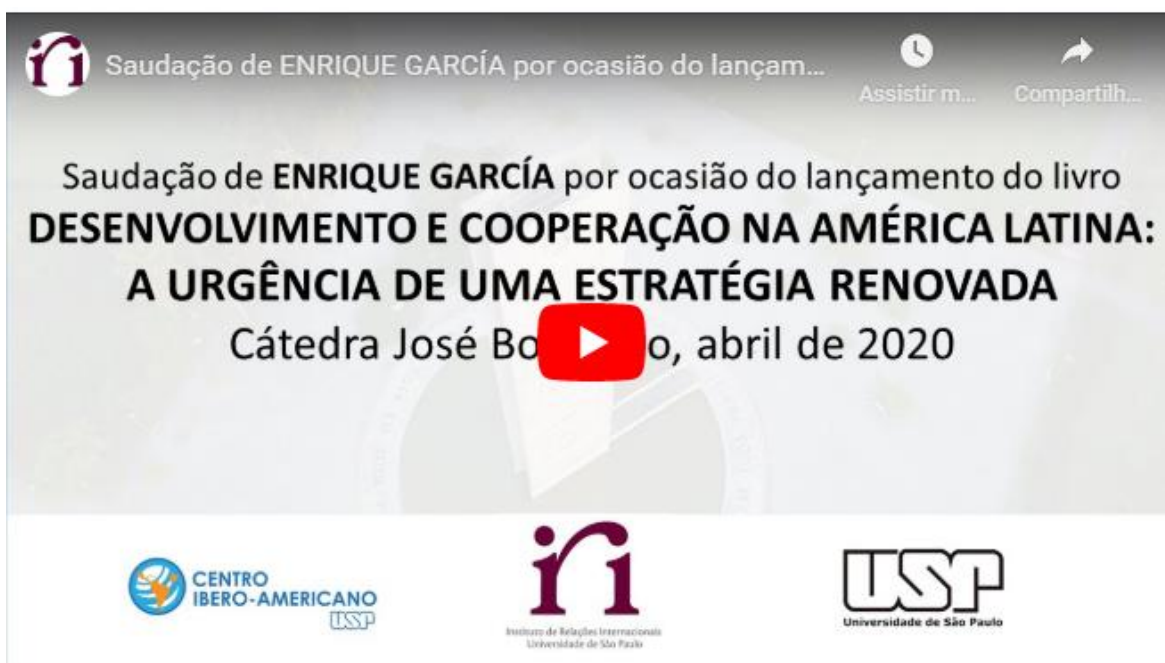 Saudação de ENRIQUE GARCÍA por ocasião do lançam...
Assistir m...
Compartilh...
Saudação de ENRIQUE GARCÍA por ocasião do lançamento do livro
DESENVOLVIMENTO E COOPERAÇÃO NA AMÉRICA LATINA:
A URGÊNCIA DE UMA ESTRATÉGIA RENOVADA
Cátedra José Bo o, abril de 2020
CENTRO
IBERO-AMERICANO
USP
iri
Instituto de Relações Internacionais
Universidade de São Paulo
USP
Universidade de São Paulo